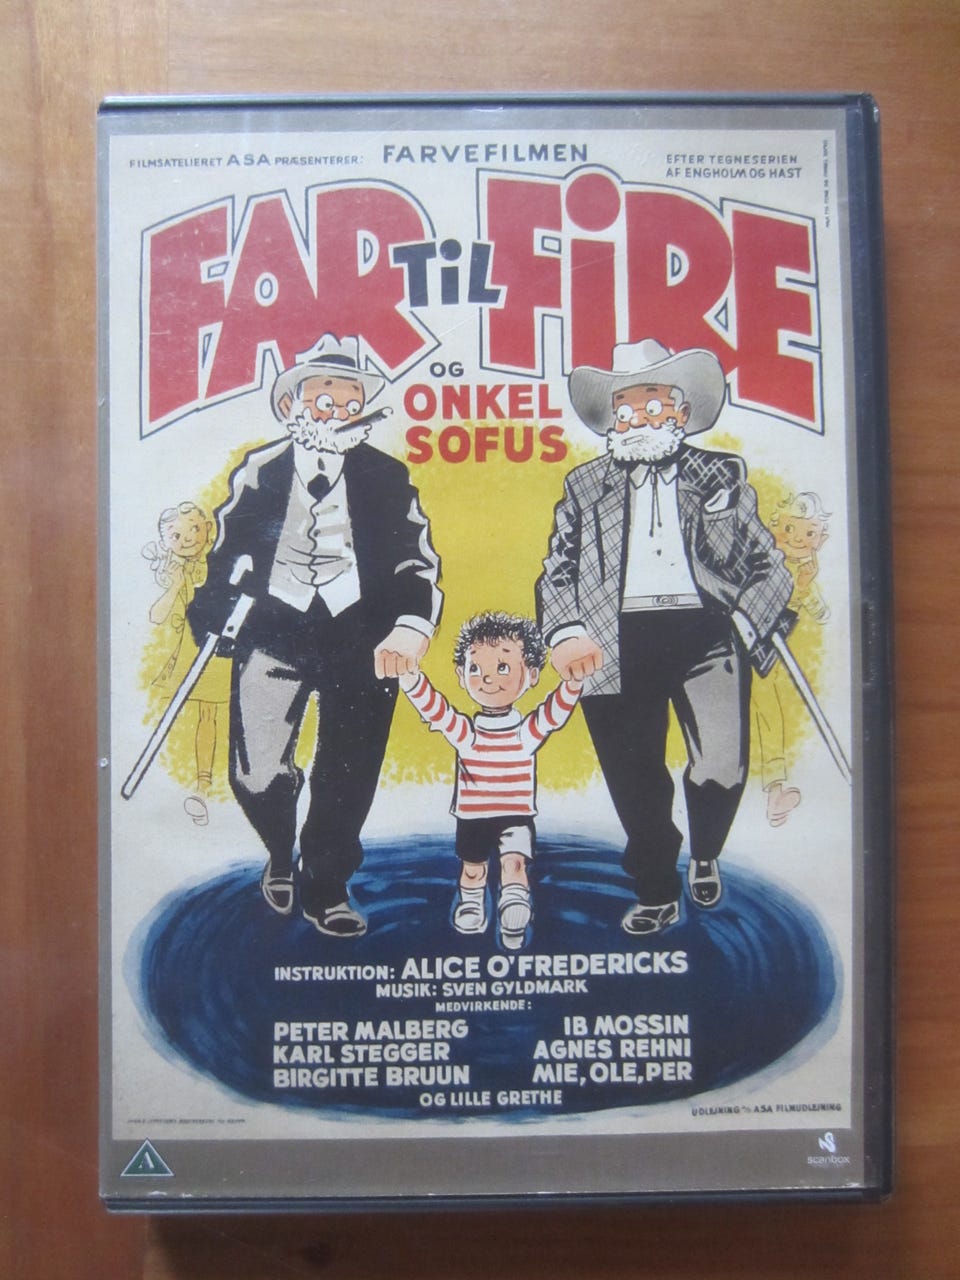 FILMSATELIERET ASA PRÆSENTERER:
FARVEFILMEN
EFTER TEGNESERIEN
AF ENGHOLM OG HAST
FAR TiL FiRE
OG
ONKEL
SOFUS
INSTRUKTION: ALICE O'FREDERICKS
MUSIK: SVEN GYLDMARK
MEDVIRKENDE:
PETER MALBERG
KARL STEGGER
BIRGITTE BRUUN
IB MOSSIN
AGNES REHNI
MIE, OLE, PER
OG LILLE GRETHE
UDLEJNING A/S ASA FILMUDLEJNING
A
scanbox